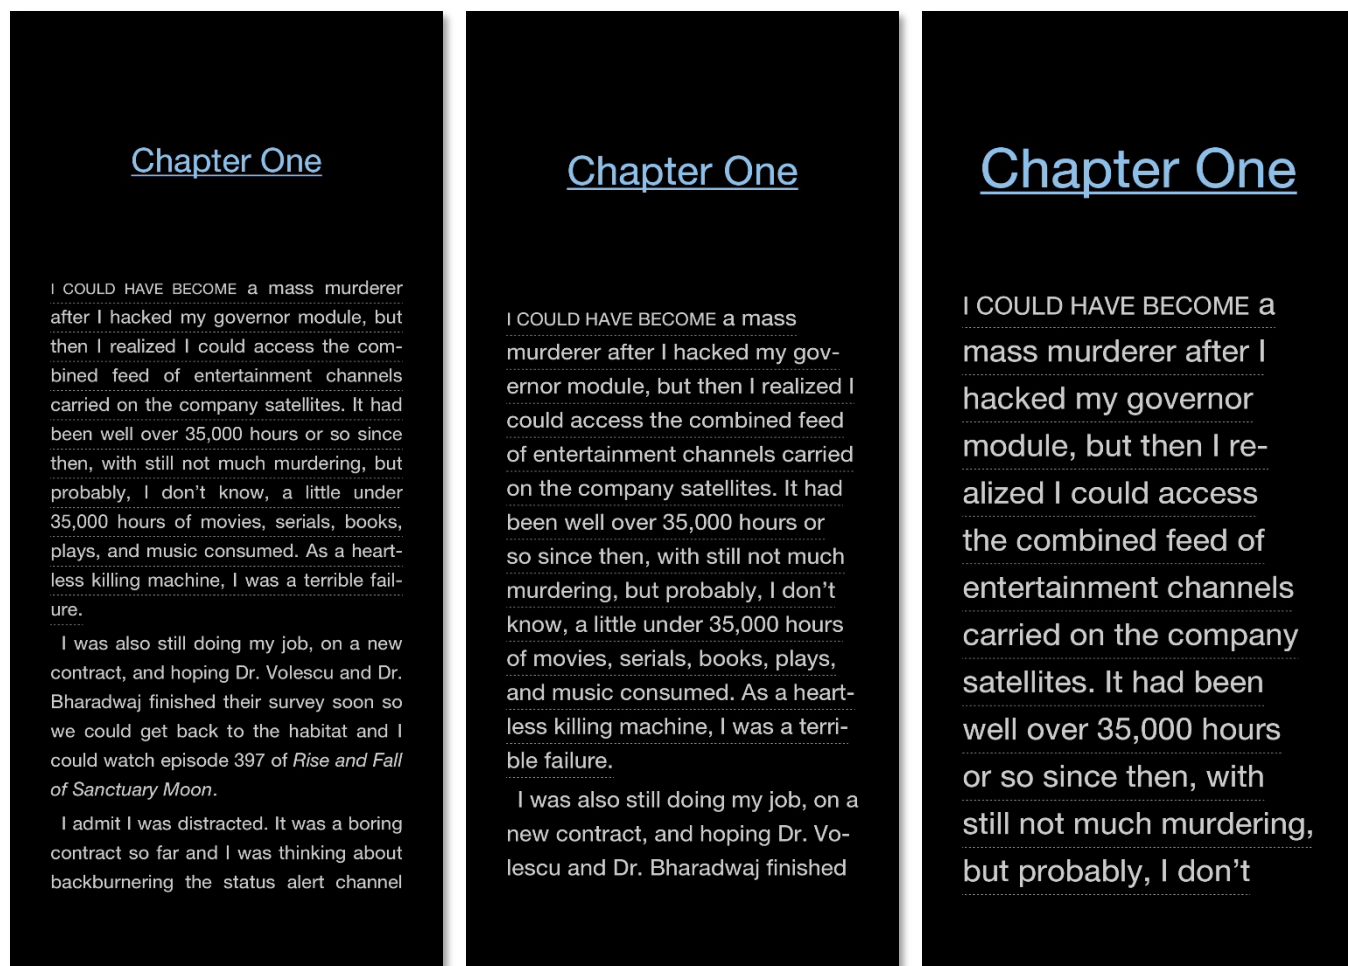 Chapter One
I COULD HAVE BECOME a mass murderer
after I hacked my governor module, but
then I realized I could access the com-
bined feed of entertainment channels
carried on the company satellites. It had
been well over 35,000 hours or so since
then, with still not much murdering, but
probably, I don’t know, a little under
35,000 hours of movies, serials, books,
plays, and music consumed. As a heart-
less killing machine, I was a terrible fail-
ure.
I was also still doing my job, on a new
contract, and hoping Dr. Volescu and Dr.
Bharadwaj finished their survey soon so
we could get back to the habitat and I
could watch episode 397 of Rise and Fall
of Sanctuary Moon.
I admit I was distracted. It was a boring
contract so far and I was thinking about
backburnering the status alert channel
Chapter One
I COULD HAVE BECOME a mass
murderer after I hacked my gov-
ernor module, but then I realized I
could access the combined feed
of entertainment channels carried
on the company satellites. It had
been well over 35,000 hours or
so since then, with still not much
murdering, but probably, I don’t
know, a little under 35,000 hours
of movies, serials, books, plays,
and music consumed. As a heart-
less killing machine, I was a terri-
ble failure.
I was also still doing my job, on a
new contract, and hoping Dr. Vo-
lescu and Dr. Bharadwaj finished
Chapter One
I COULD HAVE BECOME a
mass murderer after I
hacked my governor
module, but then I re-
alized I could access
the combined feed of
entertainment channels
carried on the company
satellites. It had been
well over 35,000 hours
or so since then, with
still not much murdering,
but probably, I don’t